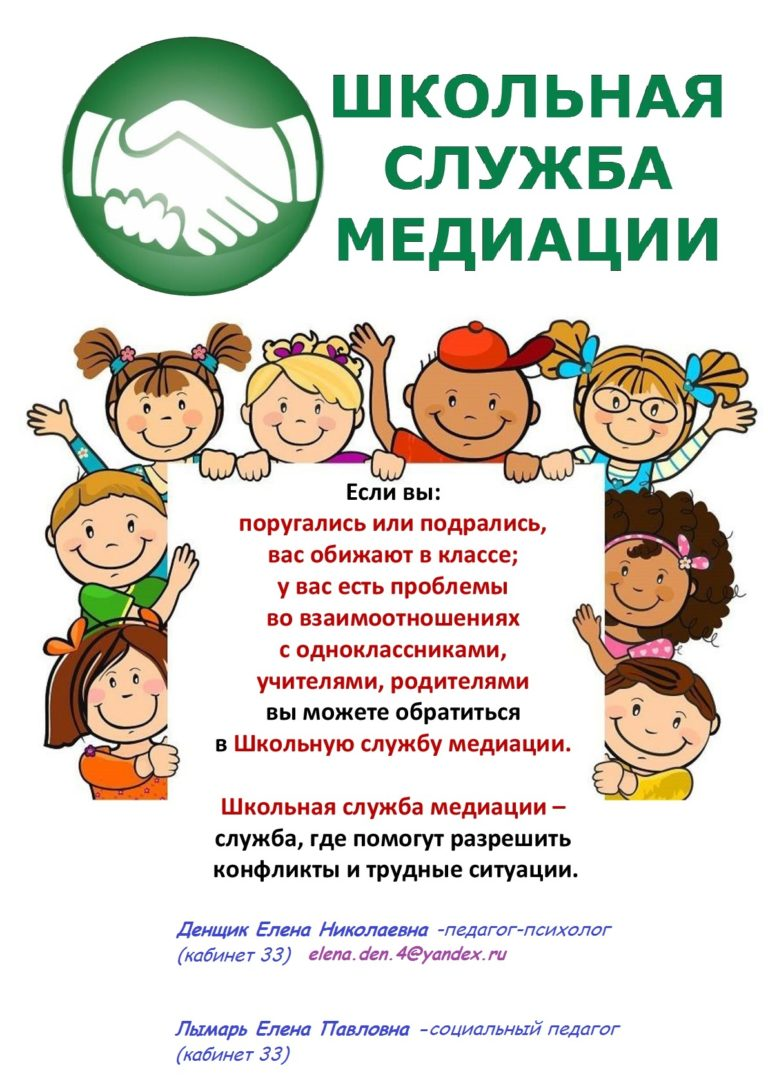 ШКОЛЬНАЯ
СЛУЖБА
МЕДИАЦИИ
Если вы:
поругались или подрались,
вас обижают в классе;
у вас есть проблемы
во взаимоотношениях
с одноклассниками,
учителями, родителями
вы можете обратиться
в Школьную службу медиации.
Школьная служба медиации –
служба, где помогут разрешить
конфликты и трудные ситуации.
Денщик Елена Николаевна -педагог-психолог
(кабинет 33) elena.den.4@yandex.ru
Лымарь Елена Павловна -социальный педагог
(кабинет 33)